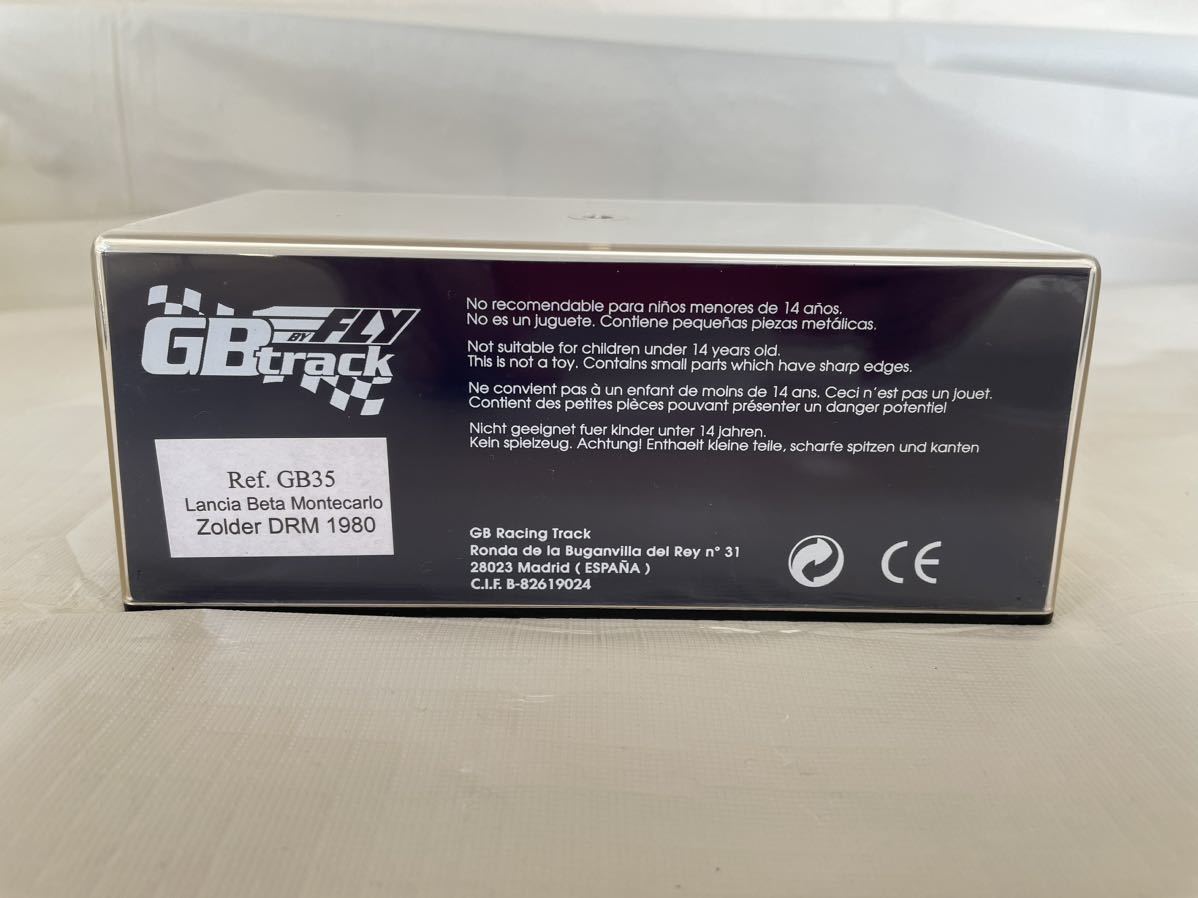 GB track BY FLY
Ref. GB35
Lancia Beta Montecarlo
Zolder DRM 1980
No recomendable para niños menores de 14 años.
No es un juguete. Contiene pequeñas piezas metálicas.
Not suitable for children under 14 years old.
This is not a toy. Contains small parts which have sharp edges.
Ne convient pas à un enfant de moins de 14 ans. Ceci n'est pas un jouet.
Contient des petites pièces pouvant présenter un danger potentiel
Nicht geeignet fuer kinder unter 14 jahren.
Kein spielzeug. Achtung! Enthaelt kleine teile, scharfe spitzen und kanten
GB Racing Track
Ronda de la Buganvilla del Rey nº 31
28023 Madrid ( ESPAÑA )
C.I.F. B-82619024
CE